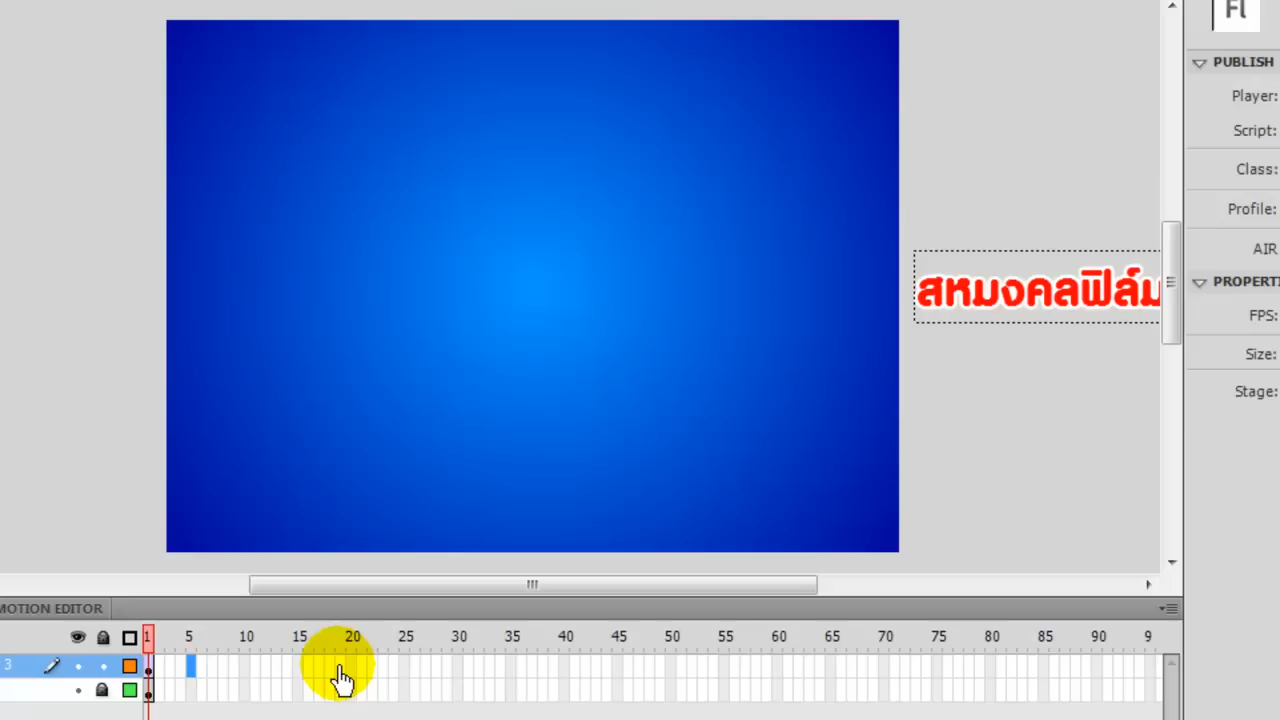 Fl
PUBLISH
Player:
Script:
Class:
Profile:
สหมงคลฟิล์ม
AIR
PROPERTI
FPS:
Size:
Stage:
MOTION EDITOR
1 5 10 15 20 25 30 35 40 45 50 55 60 65 70 75 80 85 90 9
3